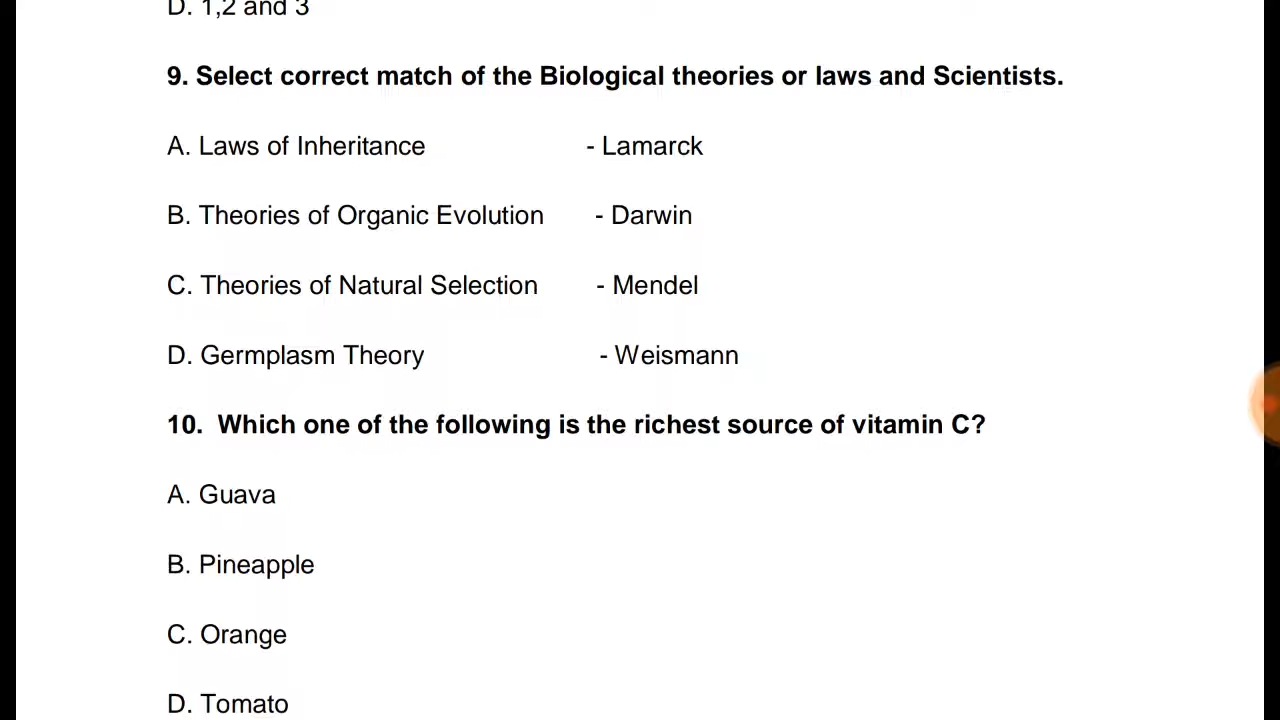 D. 1,2 and 3
9. Select correct match of the Biological theories or laws and Scientists.
A. Laws of Inheritance - Lamarck
B. Theories of Organic Evolution - Darwin
C. Theories of Natural Selection - Mendel
D. Germplasm Theory - Weismann
10. Which one of the following is the richest source of vitamin C?
A. Guava
B. Pineapple
C. Orange
D. Tomato